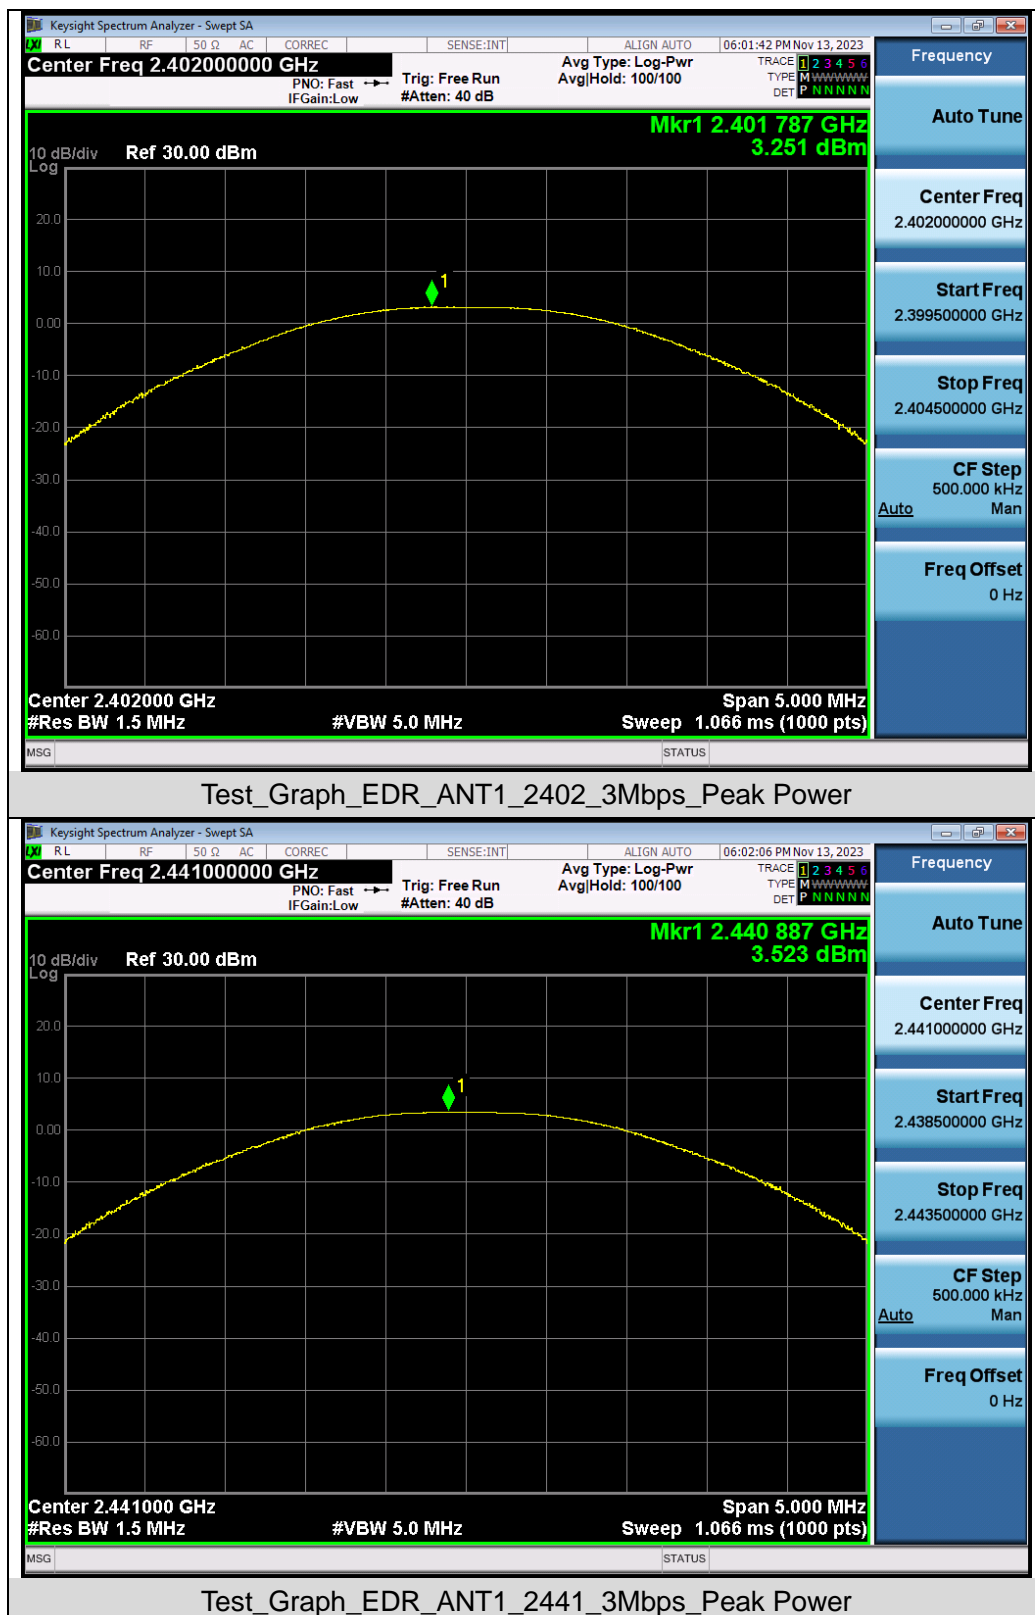 Keysight Spectrum Analyzer - Swept SA
LXI RL RF 50 Ω AC CORREC SENSE:INT ALIGN AUTO 06:01:42 PM Nov 13, 2023
Center Freq 2.402000000 GHz
PNO: Fast
IFGain:Low
Trig: Free Run
#Atten: 40 dB
Avg Type: Log-Pwr
Avg|Hold: 100/100
TRACE 1 2 3 4 5 6
TYPE M WWWWW
DET P N N N N N
Mkr1 2.401 787 GHz
3.251 dBm
10 dB/div Ref 30.00 dBm
Log
20.0
10.0
1
0.00
-10.0
-20.0
-30.0
-40.0
-50.0
-60.0
Center 2.402000 GHz Span 5.000 MHz
#Res BW 1.5 MHz #VBW 5.0 MHz Sweep 1.066 ms (1000 pts)
MSG STATUS
Frequency
Auto Tune
Center Freq
2.402000000 GHz
Start Freq
2.399500000 GHz
Stop Freq
2.404500000 GHz
CF Step
500.000 kHz
Auto Man
Freq Offset
0 Hz
Test_Graph_EDR_ANT1_2402_3Mbps_Peak Power
Keysight Spectrum Analyzer - Swept SA
LXI RL RF 50 Ω AC CORREC SENSE:INT ALIGN AUTO 06:02:06 PM Nov 13, 2023
Center Freq 2.441000000 GHz
PNO: Fast
IFGain:Low
Trig: Free Run
#Atten: 40 dB
Avg Type: Log-Pwr
Avg|Hold: 100/100
TRACE 1 2 3 4 5 6
TYPE M WWWWW
DET P N N N N N
Mkr1 2.440 887 GHz
3.523 dBm
10 dB/div Ref 30.00 dBm
Log
20.0
10.0
1
0.00
-10.0
-20.0
-30.0
-40.0
-50.0
-60.0
Center 2.441000 GHz Span 5.000 MHz
#Res BW 1.5 MHz #VBW 5.0 MHz Sweep 1.066 ms (1000 pts)
MSG STATUS
Frequency
Auto Tune
Center Freq
2.441000000 GHz
Start Freq
2.438500000 GHz
Stop Freq
2.443500000 GHz
CF Step
500.000 kHz
Auto Man
Freq Offset
0 Hz
Test_Graph_EDR_ANT1_2441_3Mbps_Peak Power